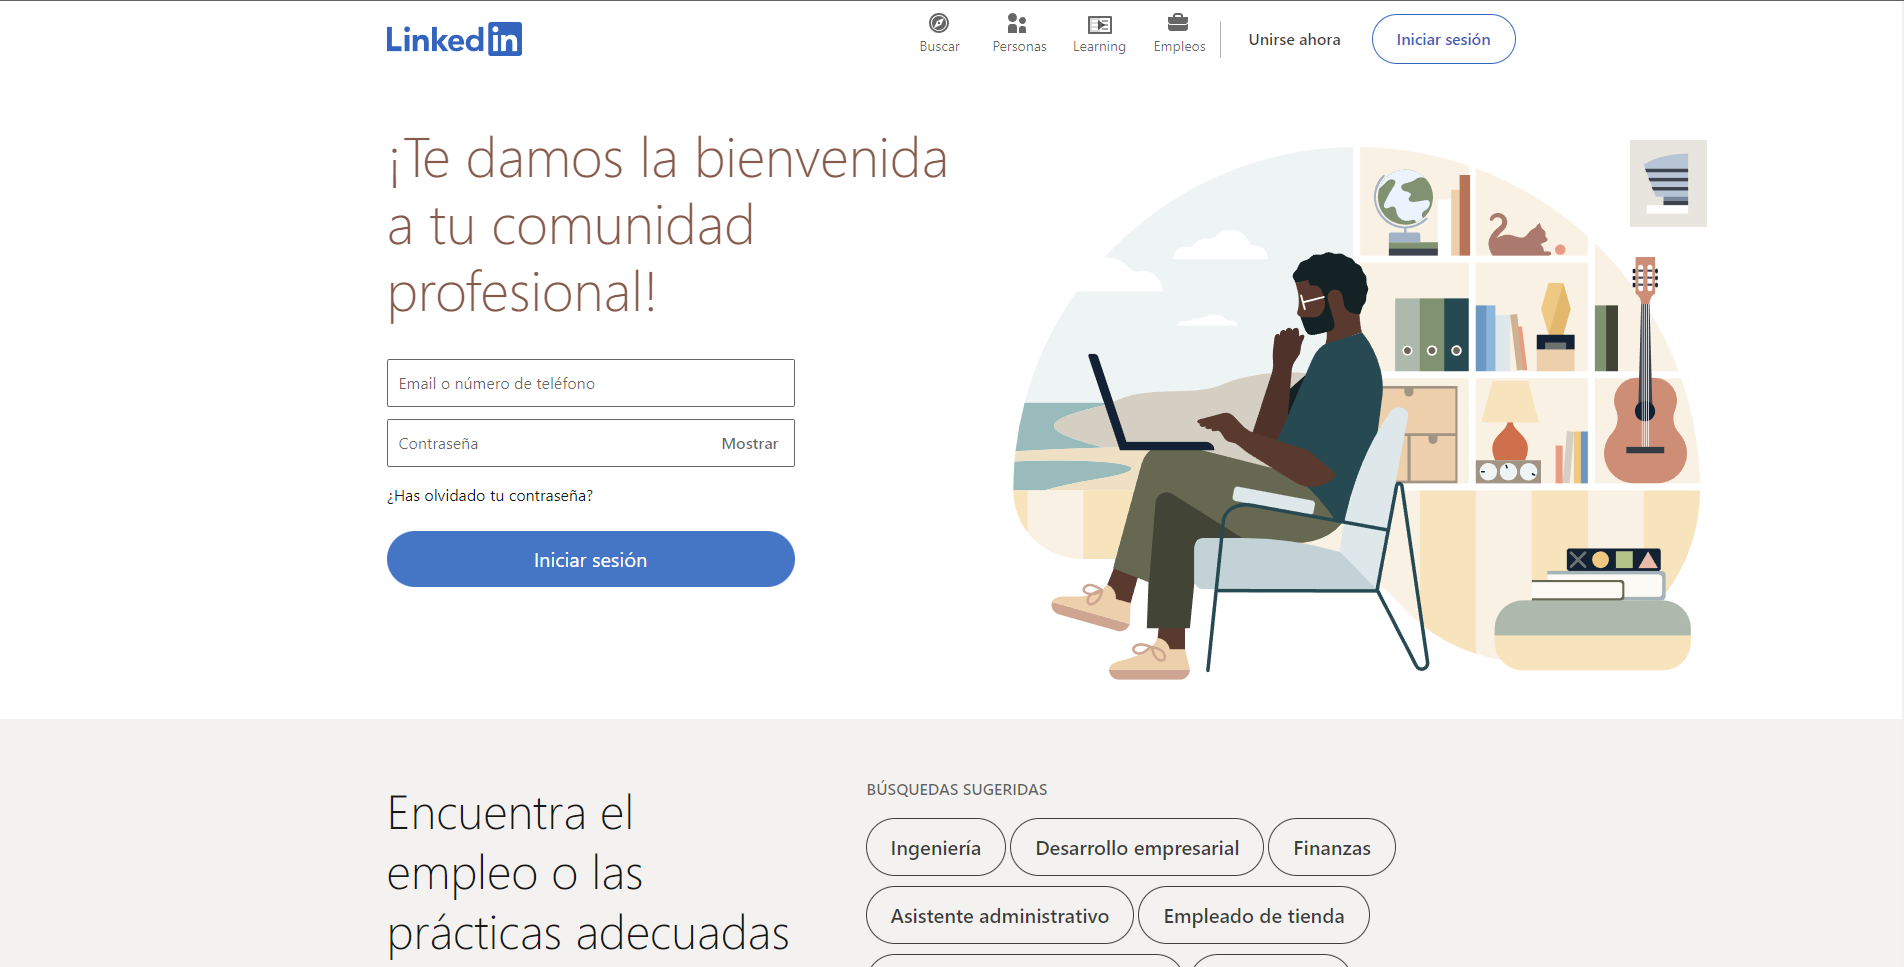 LinkedIn
Buscar
Personas
Learning
Empleos
Unirse ahora
Iniciar sesión
¡Te damos la bienvenida
a tu comunidad
profesional!
Email o número de teléfono
Contraseña
Mostrar
¿Has olvidado tu contraseña?
Iniciar sesión
Encuentra el
empleo o las
prácticas adecuadas
BÚSQUEDAS SUGERIDAS
Ingeniería
Desarrollo empresarial
Finanzas
Asistente administrativo
Empleado de tienda